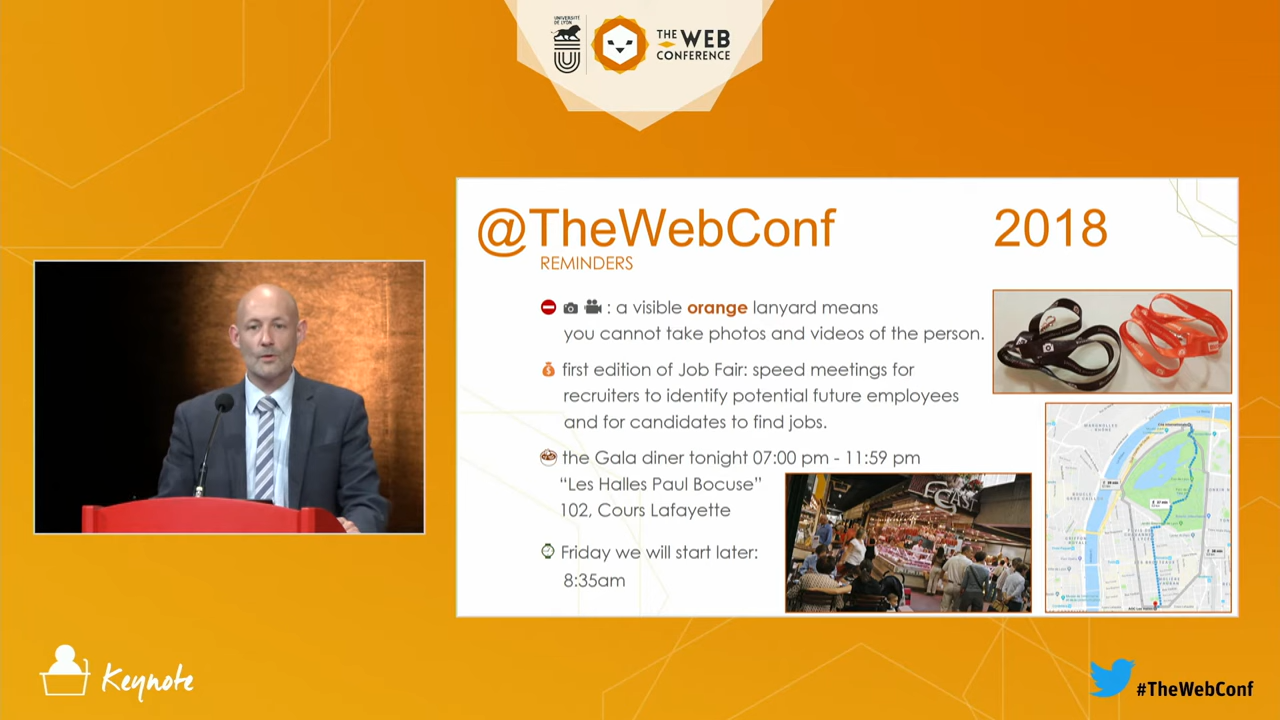 UNIVERSITÉ
DE LYON
THE WEB
CONFERENCE
@TheWebConf 2018
REMINDERS
: a visible orange lanyard means
you cannot take photos and videos of the person.
first edition of Job Fair: speed meetings for
recruiters to identify potential future employees
and for candidates to find jobs.
the Gala diner tonight 07:00 pm - 11:59 pm
“Les Halles Paul Bocuse”
102, Cours Lafayette
Friday we will start later:
8:35am
Keynote
#TheWebConf